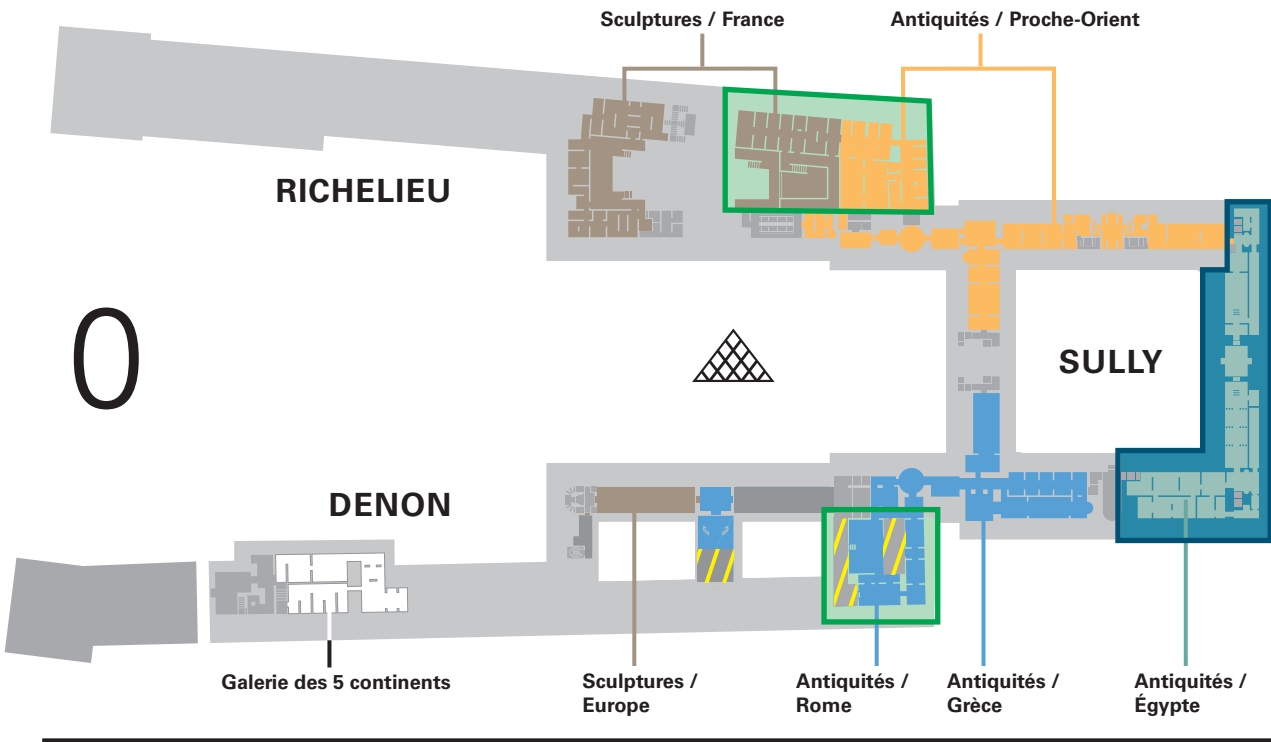 Sculptures / France
Antiquités / Proche-Orient
RICHELIEU
0
SULLY
DENON
Galerie des 5 continents
Sculptures /
Europe
Antiquités /
Rome
Antiquités /
Grèce
Antiquités /
Égypte